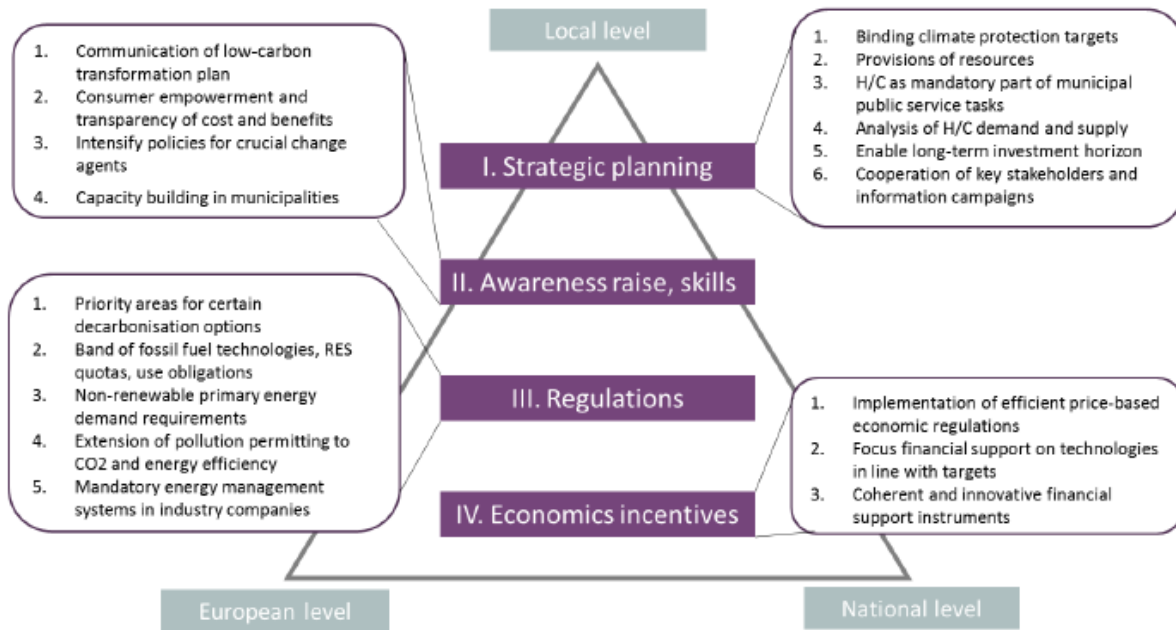 Local level
1. Communication of low-carbon
transformation plan
2. Consumer empowerment and
transparency of cost and benefits
3. Intensify policies for crucial change
agents
4. Capacity building in municipalities
1. Binding climate protection targets
2. Provisions of resources
3. H/C as mandatory part of municipal
public service tasks
4. Analysis of H/C demand and supply
5. Enable long-term investment horizon
6. Cooperation of key stakeholders and
information campaigns
I. Strategic planning
II. Awareness raise, skills
1. Priority areas for certain
decarbonisation options
2. Band of fossil fuel technologies, RES
quotas, use obligations
3. Non-renewable primary energy
demand requirements
4. Extension of pollution permitting to
CO2 and energy efficiency
5. Mandatory energy management
systems in industry companies
III. Regulations
IV. Economics incentives
1. Implementation of efficient price-based
economic regulations
2. Focus financial support on technologies
in line with targets
3. Coherent and innovative financial
support instruments
European level
National level